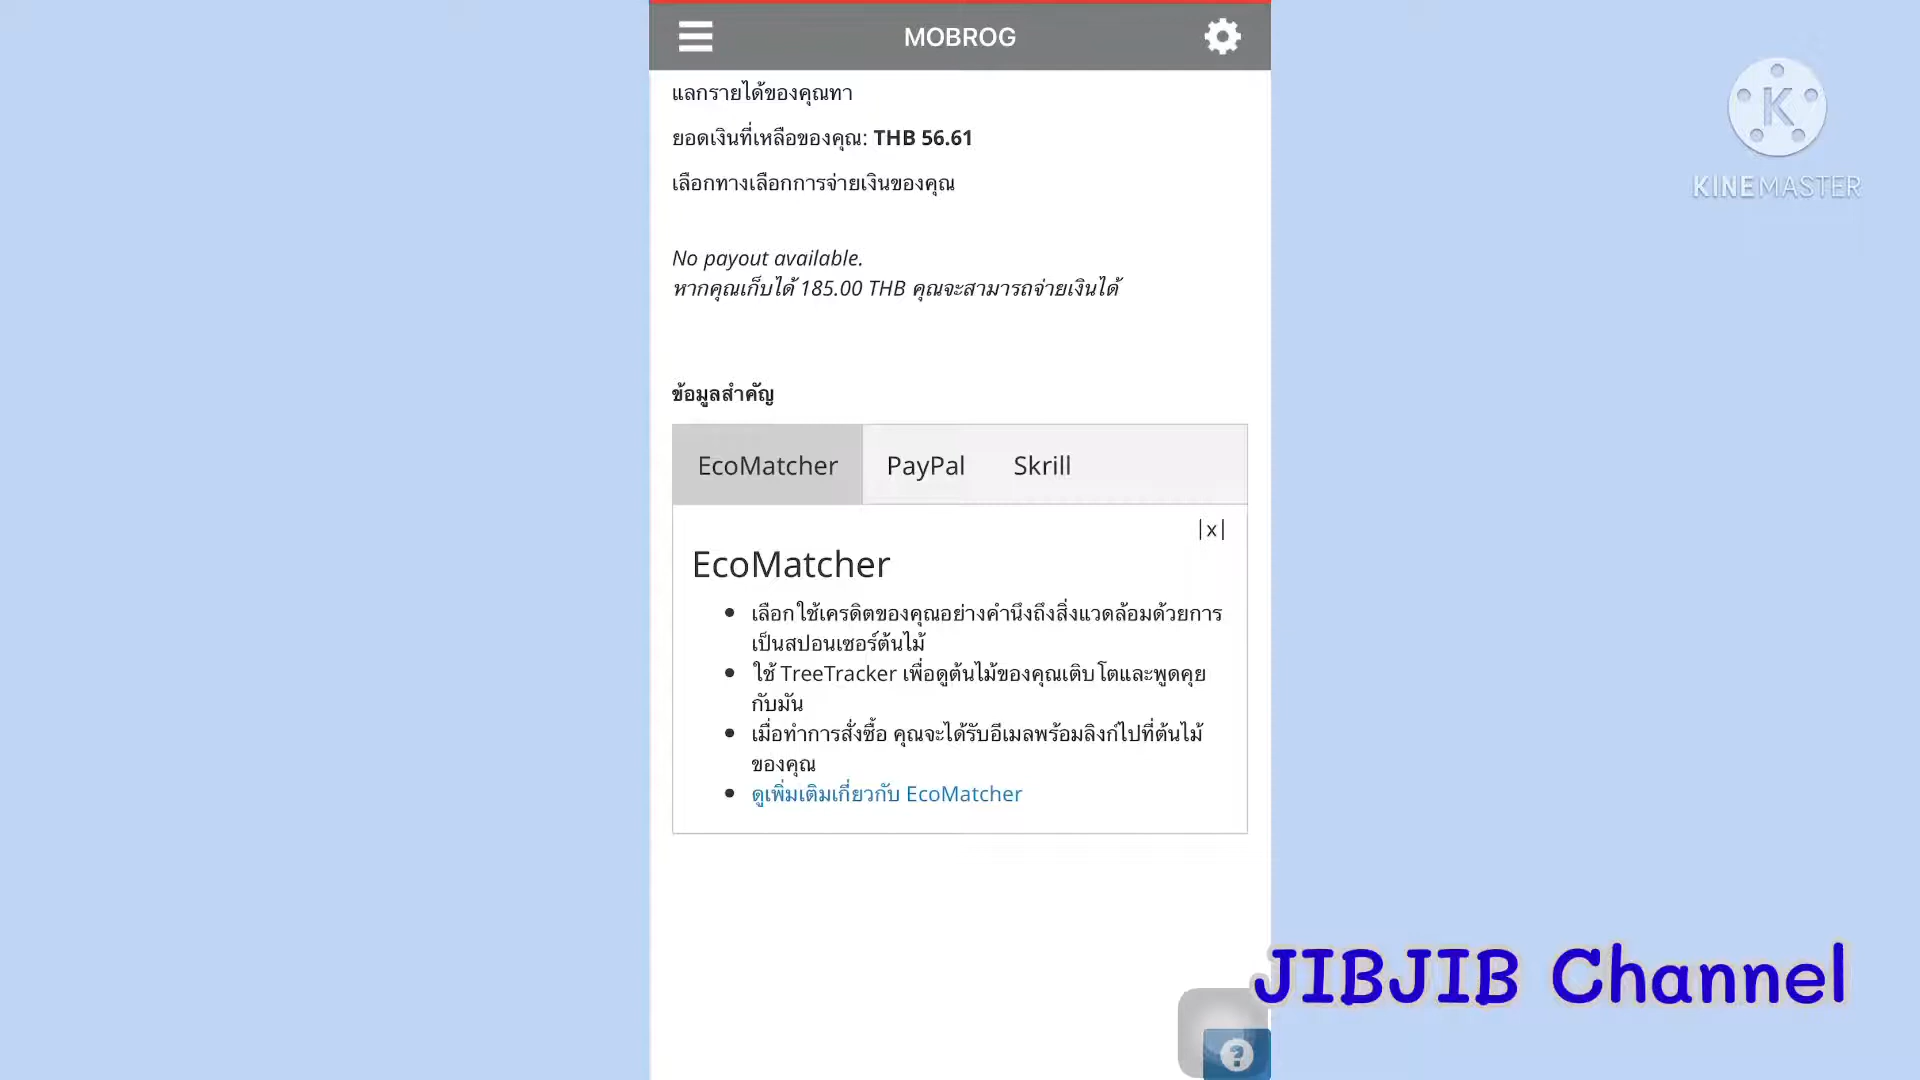 MOBROG
แลกรายได้ของคุณทา
ยอดเงินที่เหลือของคุณ: THB 56.61
เลือกทางเลือกการจ่ายเงินของคุณ
No payout available.
หากคุณเก็บได้ 185.00 THB คุณจะสามารถจ่ายเงินได้
ข้อมูลสำคัญ
EcoMatcher PayPal Skrill
|x|
EcoMatcher
เลือกใช้เครดิตของคุณอย่างคำนึงถึงสิ่งแวดล้อมด้วยการ
เป็นสปอนเซอร์ต้นไม้
ใช้ TreeTracker เพื่อดูต้นไม้ของคุณเติบโตและพูดคุย
กับมัน
เมื่อทำการสั่งซื้อ คุณจะได้รับอีเมลพร้อมลิงก์ไปที่ต้นไม้
ของคุณ
ดูเพิ่มเติมเกี่ยวกับ EcoMatcher
K
KINEMASTER
JIBJIB Channel
?